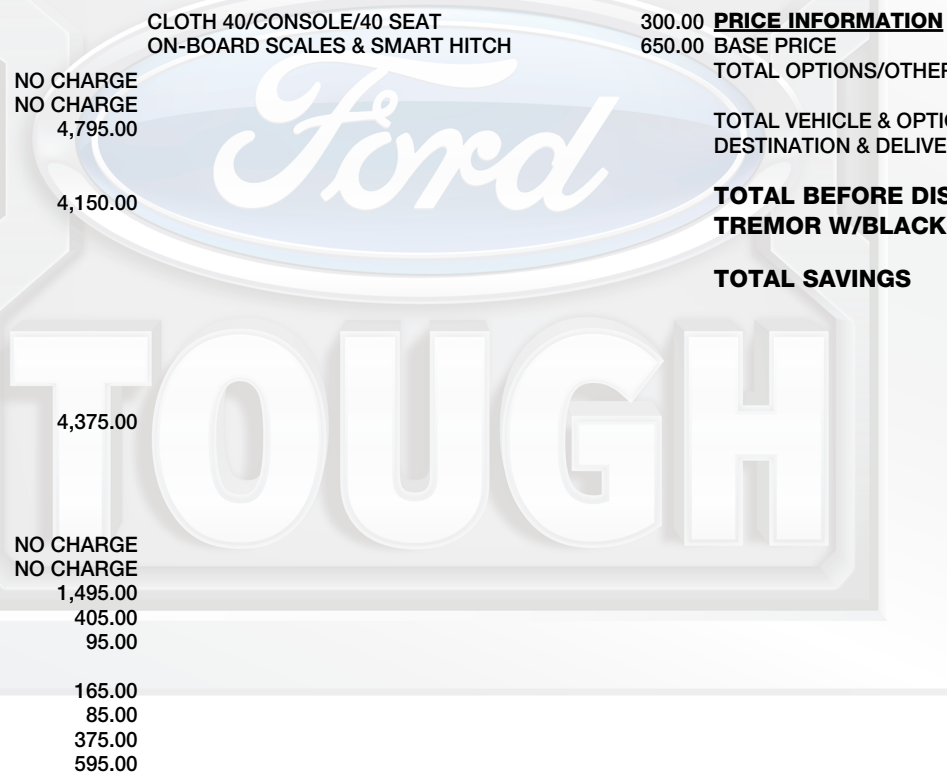 CLOTH 40/CONSOLE/40 SEAT 300.00
ON-BOARD SCALES & SMART HITCH 650.00
NO CHARGE
NO CHARGE
4,795.00
4,150.00
4,375.00
NO CHARGE
NO CHARGE
1,495.00
405.00
95.00
165.00
85.00
375.00
595.00
PRICE INFORMATION
BASE PRICE
TOTAL OPTIONS/OTHER
TOTAL VEHICLE & OPTIO
DESTINATION & DELIVE
TOTAL BEFORE DIS
TREMOR W/BLACK
TOTAL SAVINGS
Ford
TOUGH